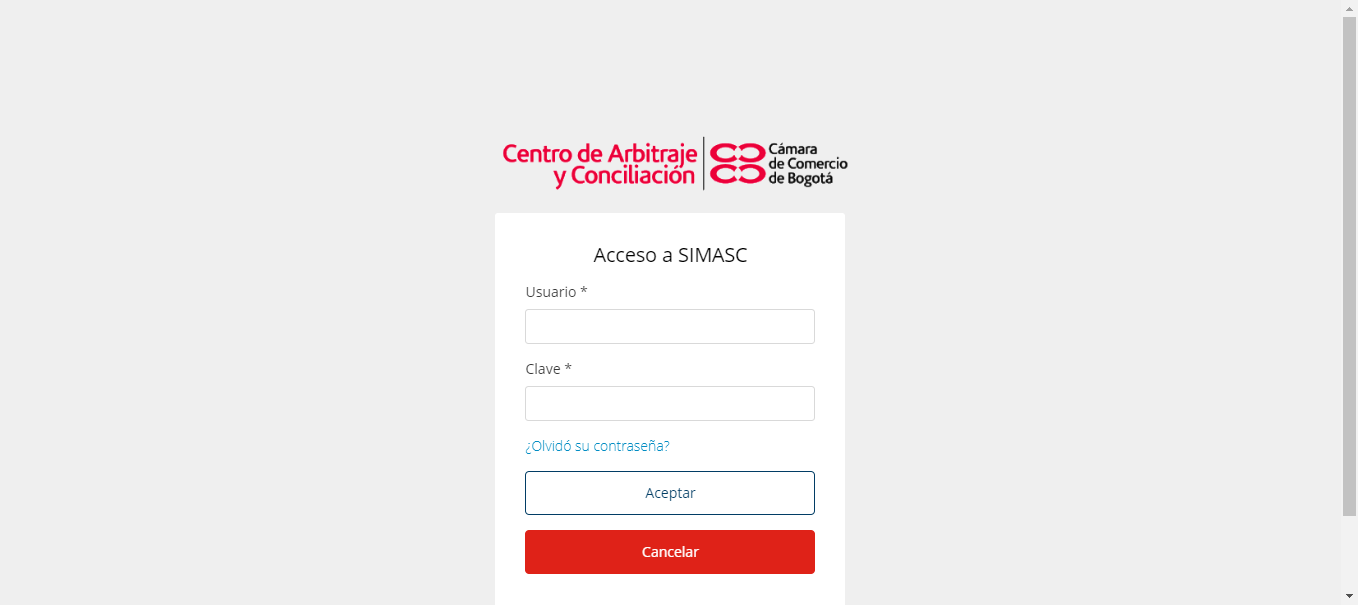 Centro de Arbitraje
y Conciliación
Cámara
de Comercio
de Bogotá
Acceso a SIMASC
Usuario *
Clave *
¿Olvidó su contraseña?
Aceptar
Cancelar